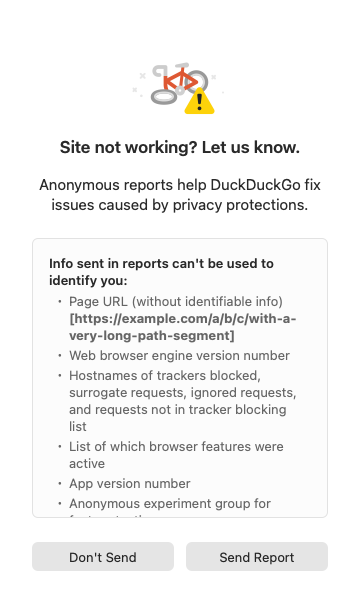 Site not working? Let us know.
Anonymous reports help DuckDuckGo fix
issues caused by privacy protections.
Info sent in reports can't be used to
identify you:
• Page URL (without identifiable info)
[https://example.com/a/b/c/with-a-
very-long-path-segment]
• Web browser engine version number
• Hostnames of trackers blocked,
surrogate requests, ignored requests,
and requests not in tracker blocking
list
• List of which browser features were
active
• App version number
• Anonymous experiment group for
Don't Send
Send Report